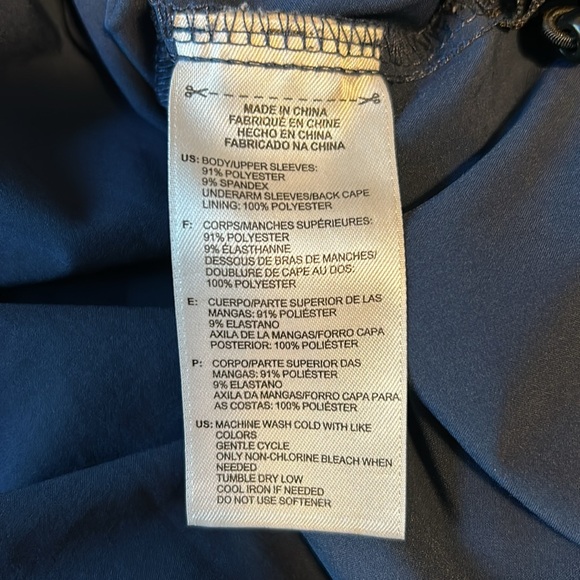 MADE IN CHINA
FABRIQUÉ EN CHINE
HECHO EN CHINA
FABRICADO NA CHINA
US: BODY/UPPER SLEEVES:
91% POLYESTER
9% SPANDEX
UNDERARM SLEEVES/BACK CAPE
LINING: 100% POLYESTER
F: CORPS/MANCHES SUPÉRIEURES:
91% POLYESTER
9% ÉLASTHANNE
DESSOUS DE BRAS DE MANCHES/
DOUBLURE DE CAPE AU DOS:
100% POLYESTER
E: CUERPO/PARTE SUPERIOR DE LAS
MANGAS: 91% POLIÉSTER
9% ELASTANO
AXILA DE LA MANGAS/FORRO CAPA
POSTERIOR: 100% POLIÉSTER
P: CORPO/PARTE SUPERIOR DAS
MANGAS: 91% POLIÉSTER
9% ELASTANO
AXILA DA MANGAS/FORRO CAPA PARA
AS COSTAS: 100% POLIÉSTER
US: MACHINE WASH COLD WITH LIKE
COLORS
GENTLE CYCLE
ONLY NON-CHLORINE BLEACH WHEN
NEEDED
TUMBLE DRY LOW
COOL IRON IF NEEDED
DO NOT USE SOFTENER